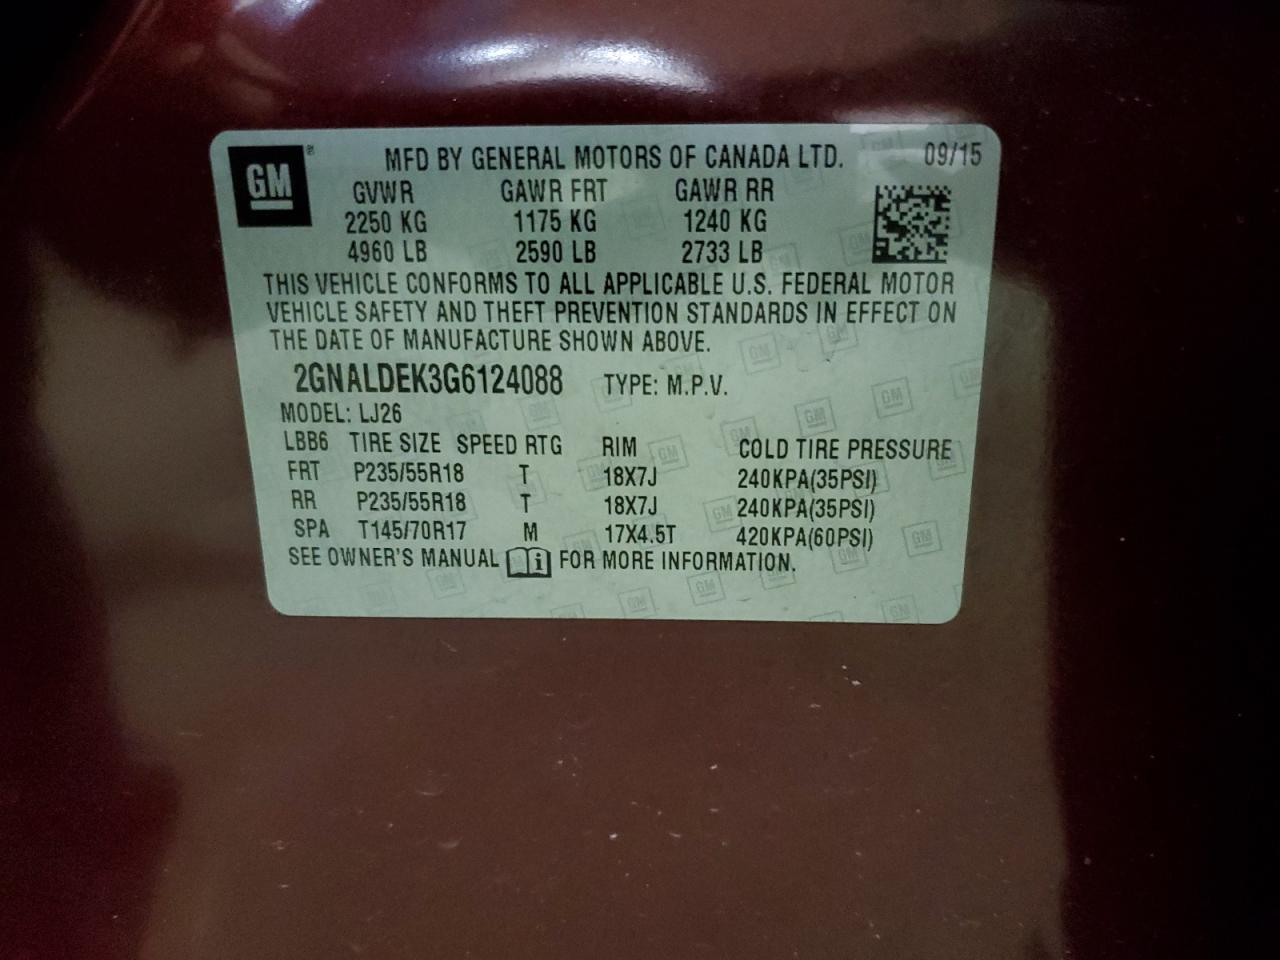 GM
MFD BY GENERAL MOTORS OF CANADA LTD. 09/15
GVWR GAWR FRT GAWR RR
2250 KG 1175 KG 1240 KG
4960 LB 2590 LB 2733 LB
THIS VEHICLE CONFORMS TO ALL APPLICABLE U.S. FEDERAL MOTOR
VEHICLE SAFETY AND THEFT PREVENTION STANDARDS IN EFFECT ON
THE DATE OF MANUFACTURE SHOWN ABOVE.
2GNALDEK3G6124088 TYPE: M.P.V.
MODEL: LJ26
LBB6 TIRE SIZE SPEED RTG RIM COLD TIRE PRESSURE
FRT P235/55R18 T 18X7J 240KPA(35PSI)
RR P235/55R18 T 18X7J 240KPA(35PSI)
SPA T145/70R17 M 17X4.5T 420KPA(60PSI)
SEE OWNER'S MANUAL i FOR MORE INFORMATION.